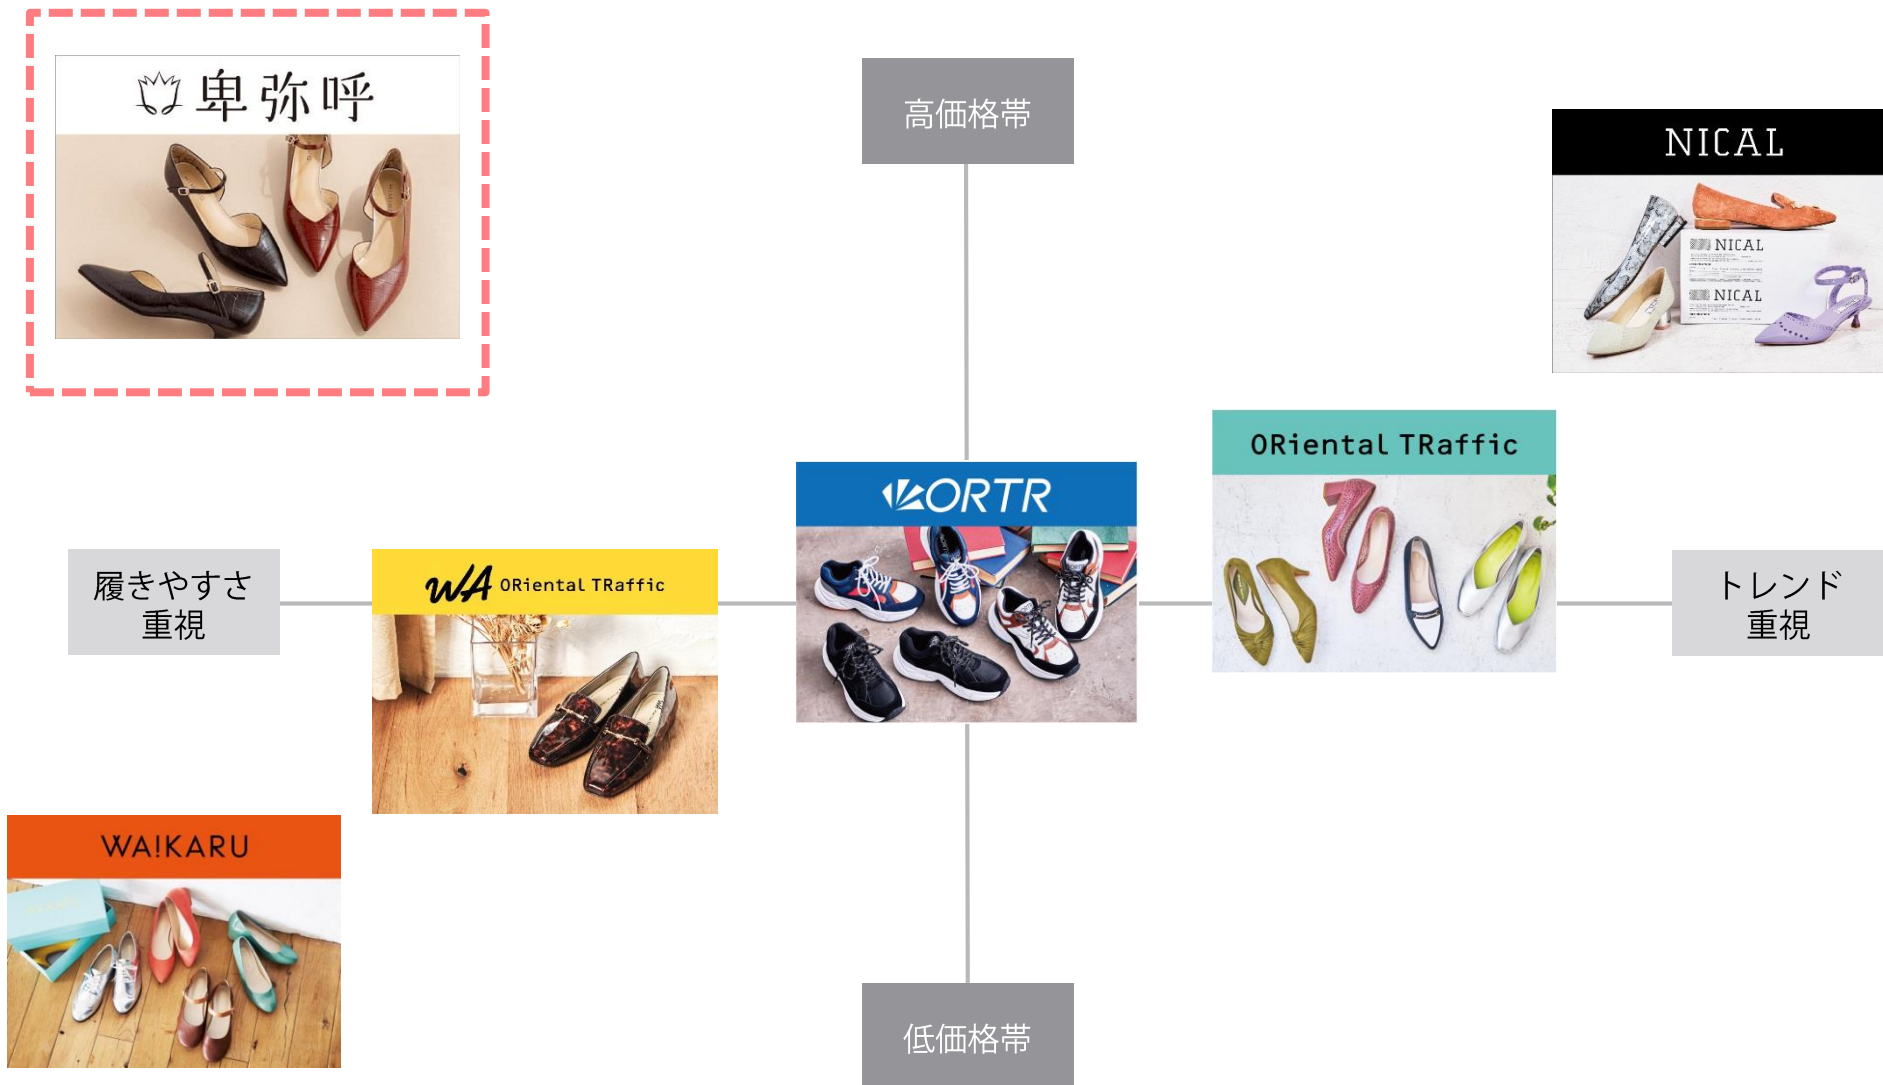 卑弥呼
高価格帯
NICAL
NICAL
NICAL
ORiental TRaffic
ORTR
履きやすさ
重視
WA ORiental TRaffic
トレンド
重視
WA!KARU
低価格帯